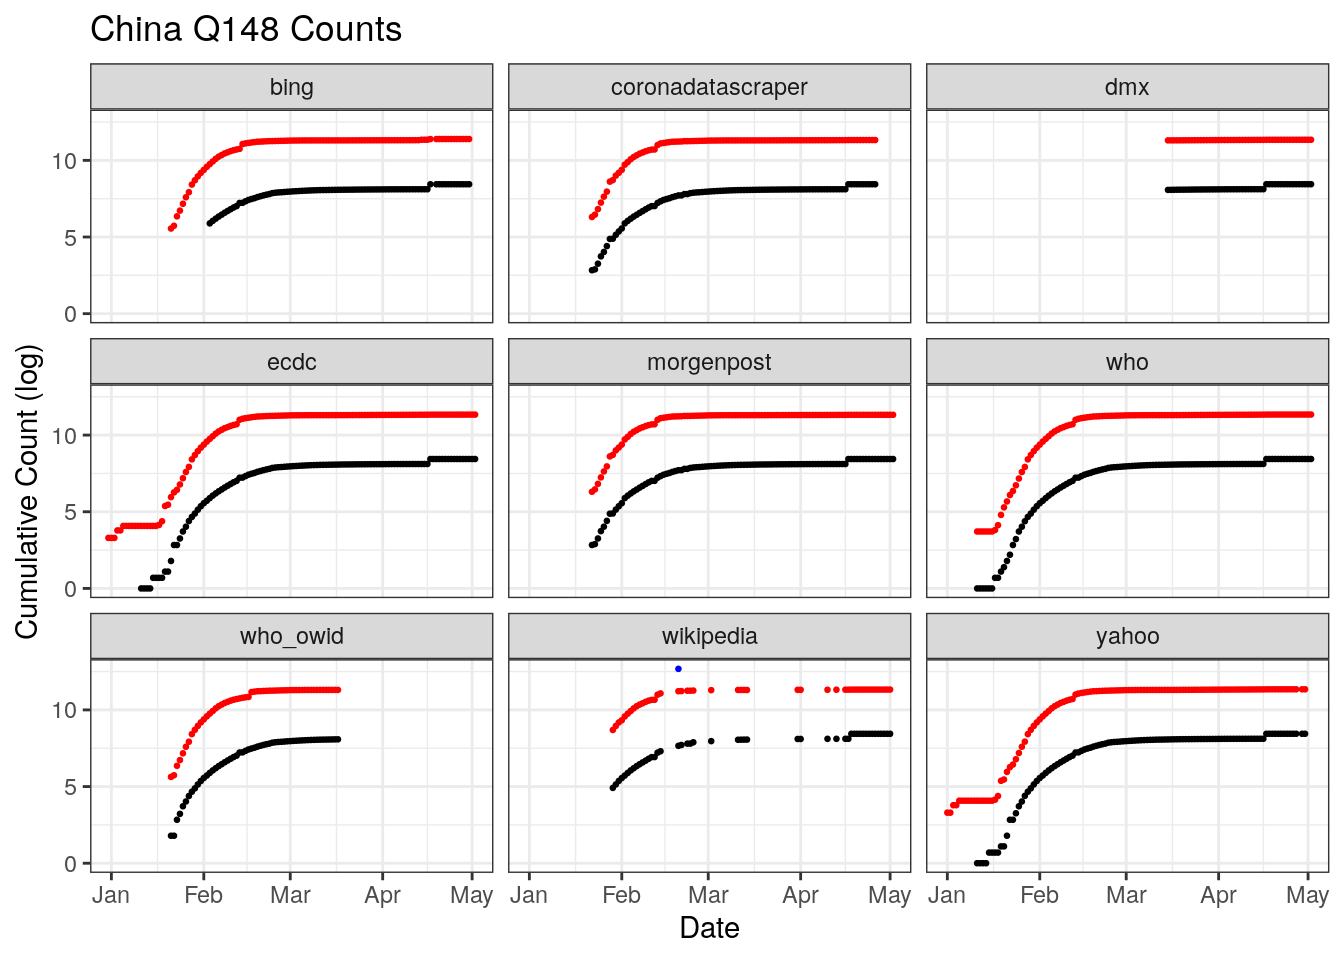 China Q148 Counts
bing
coronadatascraper
dmx
10
5
0
ecdc
morgenpost
who
10
5
0
who_owid
wikipedia
yahoo
10
5
0
Jan Feb Mar Apr May
Jan Feb Mar Apr May
Jan Feb Mar Apr May
Date
Cumulative Count (log)